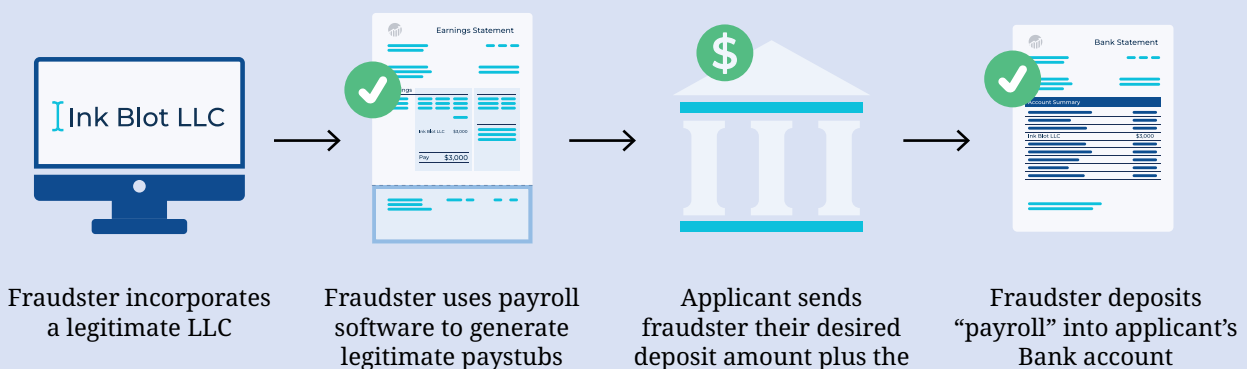 Earnings Statement
Bank Statement
Ink Blot LLC
Account Summary
Ink Blot LLC $3,000
Ink Blot LLC $3,000
Pay $3,000
Fraudster incorporates
a legitimate LLC
Fraudster uses payroll
software to generate
legitimate paystubs
Applicant sends
fraudster their desired
deposit amount plus the
Fraudster deposits
“payroll” into applicant’s
Bank account